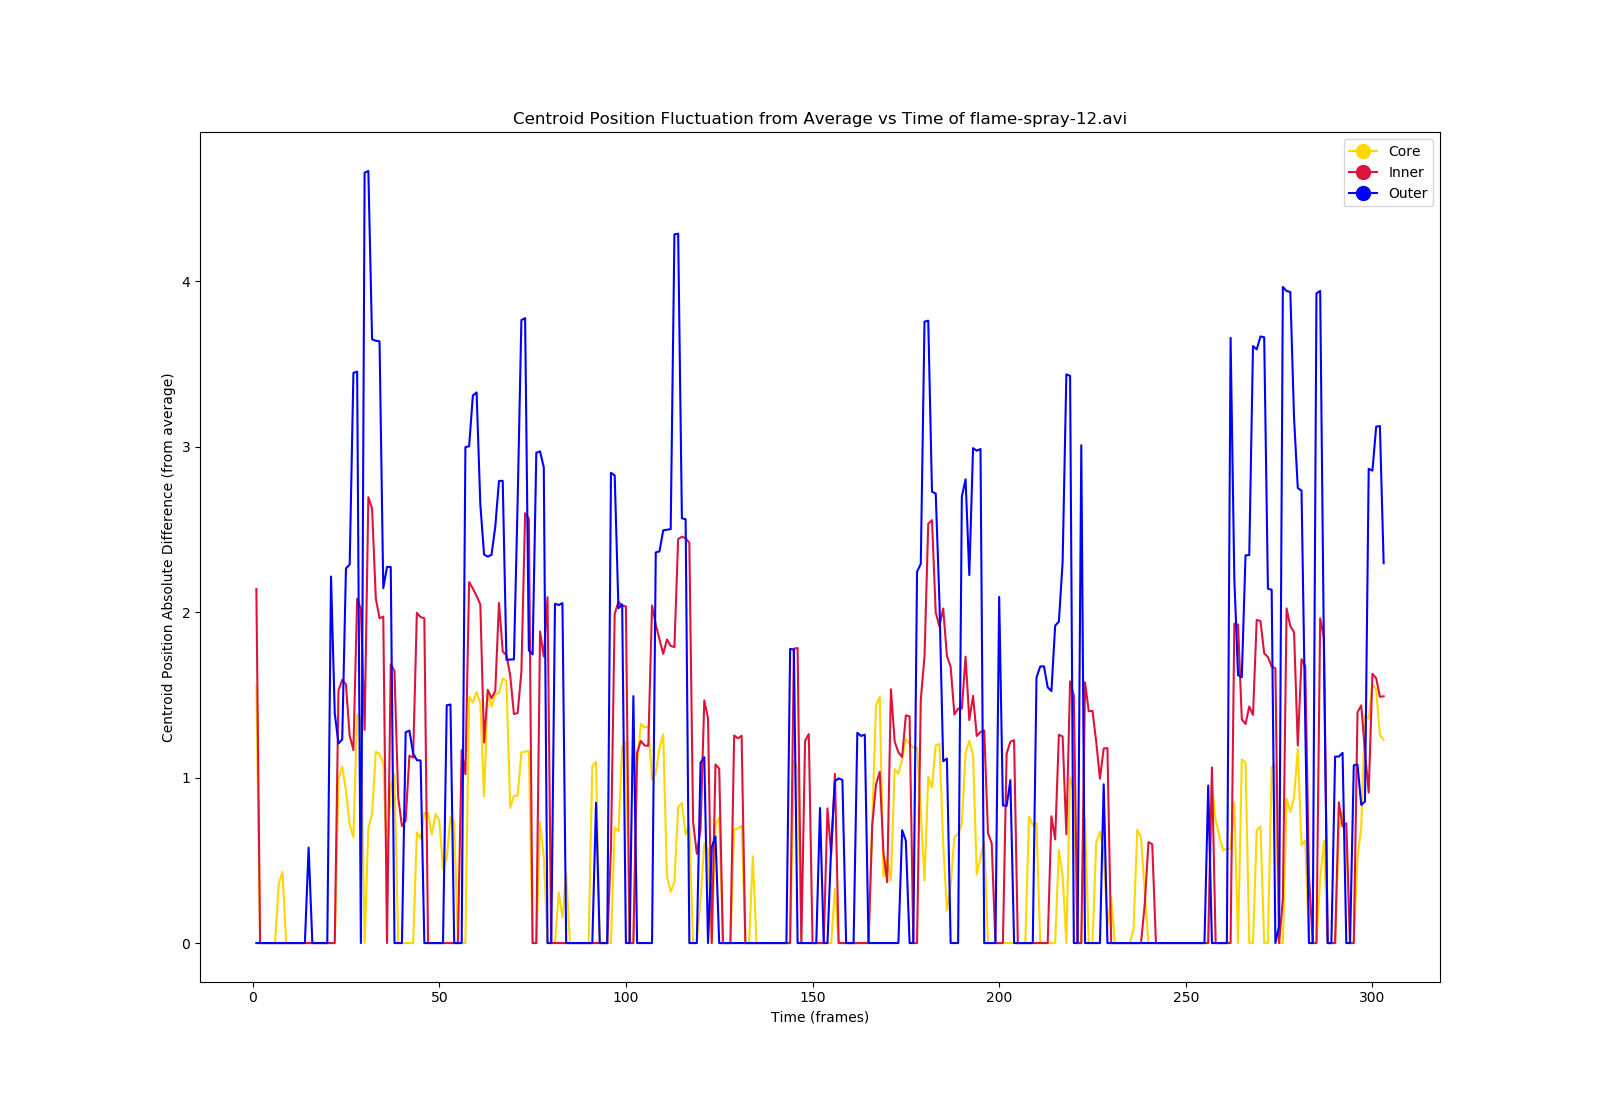 Centroid Position Fluctuation from Average vs Time of flame-spray-12.avi
Core
Inner
Outer
Centroid Position Absolute Difference (from average)
4
3
2
1
0
0 50 100 150 200 250 300
Time (frames)